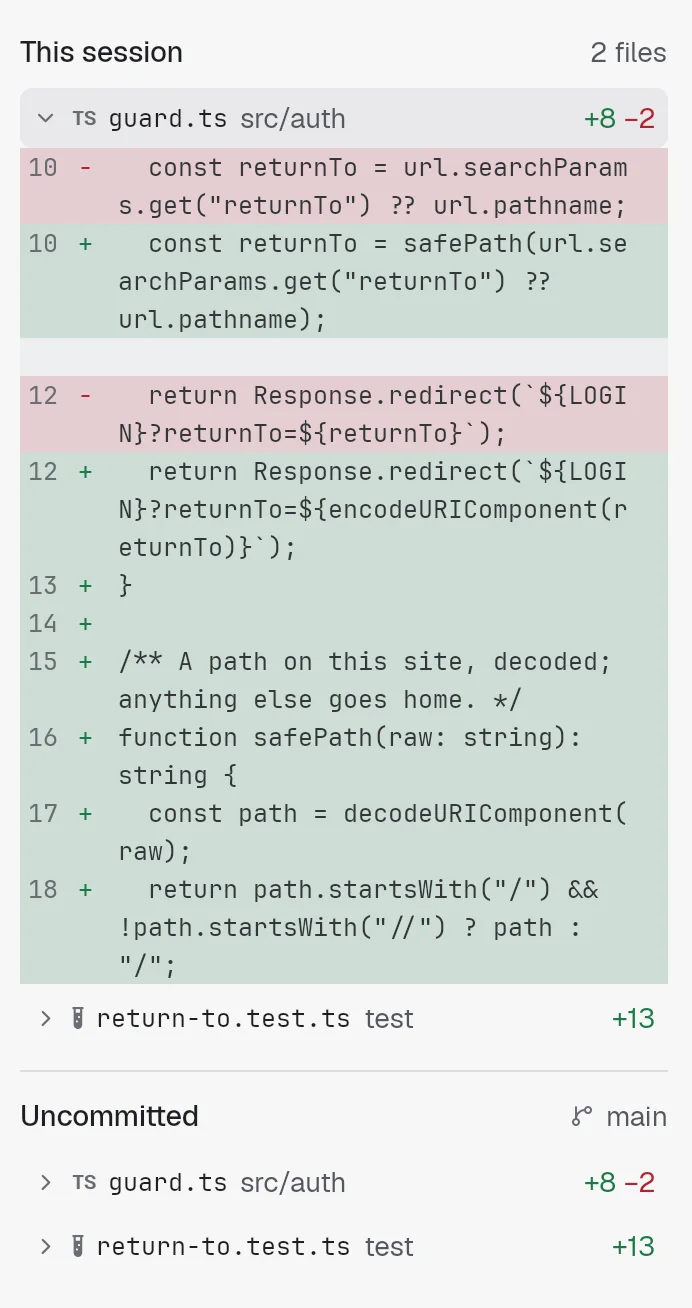 This session 2 files
TS guard.ts src/auth +8 −2
10 -   const returnTo = url.searchParam
s.get("returnTo") ?? url.pathname;
10 +   const returnTo = safePath(url.se
archParams.get("returnTo") ??
url.pathname);
12 -   return Response.redirect(`${LOGI
N}?returnTo=${returnTo}`);
12 +   return Response.redirect(`${LOGI
N}?returnTo=${encodeURIComponent(r
eturnTo)}`);
13 + }
14 +
15 + /** A path on this site, decoded;
anything else goes home. */
16 + function safePath(raw: string):
string {
17 +   const path = decodeURIComponent(
raw);
18 +   return path.startsWith("/") &&
!path.startsWith("//") ? path :
"/";
return-to.test.ts test +13
Uncommitted main
TS guard.ts src/auth +8 −2
return-to.test.ts test +13